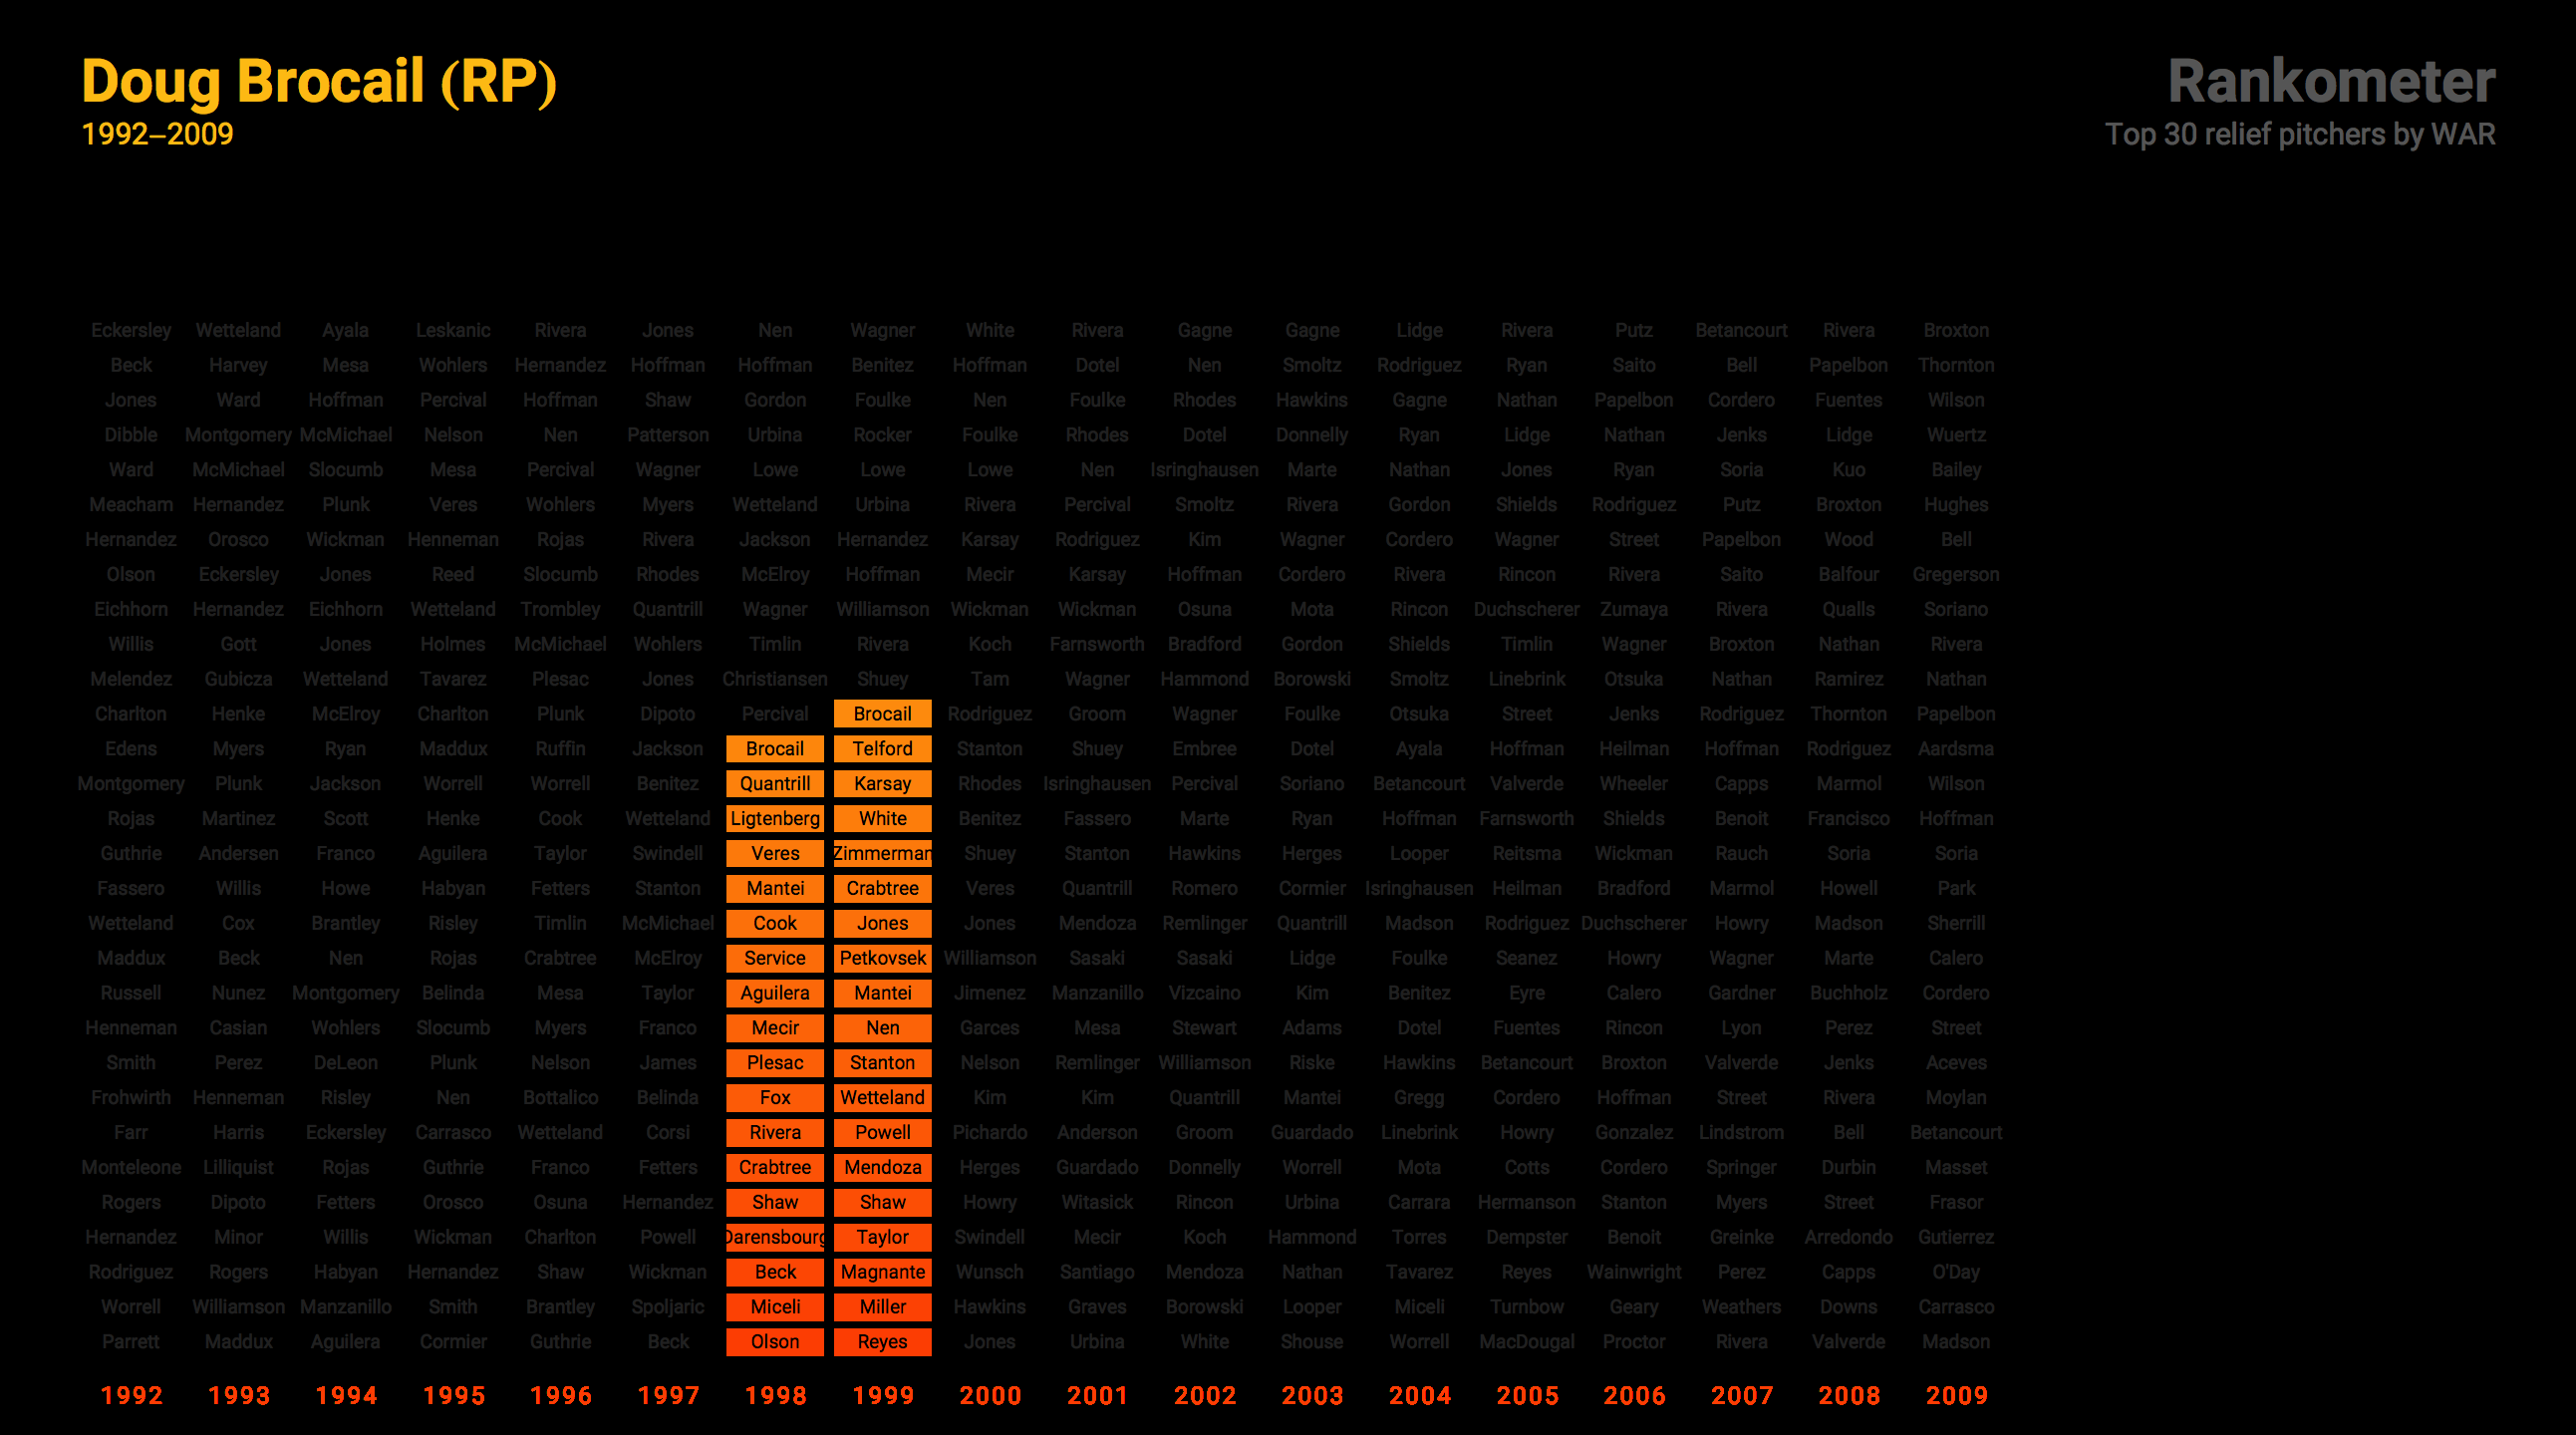 Doug Brocail (RP)
1992–2009
Rankometer
Top 30 relief pitchers by WAR
Eckersley Wetteland Ayala Leskanic Rivera Jones Nen Wagner White Rivera Gagne Gagne Lidge Rivera Putz Betancourt Rivera Broxton
Beck Harvey Mesa Wohlers Hernandez Hoffman Hoffman Benitez Hoffman Dotel Nen Smoltz Rodriguez Ryan Saito Bell Papelbon Thornton
Jones Ward Hoffman Percival Hoffman Shaw Gordon Foulke Nen Foulke Rhodes Hawkins Gagne Nathan Papelbon Cordero Fuentes Wilson
Dibble Montgomery McMichael Nelson Nen Patterson Urbina Rocker Foulke Rhodes Dotel Donnelly Ryan Lidge Nathan Jenks Lidge Wuertz
Ward McMichael Slocumb Mesa Percival Wagner Lowe Lowe Lowe Nen Isringhausen Marte Nathan Jones Ryan Soria Kuo Bailey
Meacham Hernandez Plunk Veres Wohlers Myers Wetteland Urbina Rivera Percival Smoltz Rivera Gordon Shields Rodriguez Putz Broxton Hughes
Hernandez Orosco Wickman Henneman Rojas Rivera Jackson Hernandez Karsay Rodriguez Kim Wagner Cordero Wagner Street Papelbon Wood Bell
Olson Eckersley Jones Reed Slocumb Rhodes McElroy Hoffman Mecir Karsay Hoffman Cordero Rivera Rincon Rivera Saito Balfour Gregerson
Eichhorn Hernandez Eichhorn Wetteland Trombley Quantrill Wagner Williamson Wickman Wickman Osuna Mota Rincon Duchscherer Zumaya Rivera Qualls Soriano
Willis Gott Jones Holmes McMichael Wohlers Timlin Rivera Koch Farnsworth Bradford Gordon Shields Timlin Wagner Broxton Nathan Rivera
Melendez Gubicza Wetteland Tavarez Plesac Jones Christiansen Shuey Tam Wagner Hammond Borowski Smoltz Linebrink Otsuka Nathan Ramirez Nathan
Charlton Henke McElroy Charlton Plunk Dipoto Percival Brocail Rodriguez Groom Wagner Foulke Otsuka Street Jenks Rodriguez Thornton Papelbon
Edens Myers Ryan Maddux Ruffin Jackson Brocail Telford Stanton Shuey Embree Dotel Ayala Hoffman Heilman Hoffman Rodriguez Aardsma
Montgomery Plunk Jackson Worrell Worrell Benitez Quantrill Karsay Rhodes Isringhausen Percival Soriano Betancourt Valverde Wheeler Capps Marmol Wilson
Rojas Martinez Scott Henke Cook Wetteland Ligtenberg White Benitez Fassero Marte Ryan Hoffman Farnsworth Shields Benoit Francisco Hoffman
Guthrie Andersen Franco Aguilera Taylor Swindell Veres Zimmerman Shuey Stanton Hawkins Herges Looper Reitsma Wickman Rauch Soria Soria
Fassero Willis Howe Habyan Fetters Stanton Mantei Crabtree Veres Quantrill Romero Cormier Isringhausen Heilman Bradford Marmol Howell Park
Wetteland Cox Brantley Risley Timlin McMichael Cook Jones Jones Mendoza Remlinger Quantrill Madson Rodriguez Duchscherer Howry Madson Sherrill
Maddux Beck Nen Rojas Crabtree McElroy Service Petkovsek Williamson Sasaki Sasaki Lidge Foulke Seanez Howry Wagner Marte Calero
Russell Nunez Montgomery Belinda Mesa Taylor Aguilera Mantei Jimenez Manzanillo Vizcaino Kim Benitez Eyre Calero Gardner Buchholz Cordero
Henneman Casian Wohlers Slocumb Myers Franco Mecir Nen Garces Mesa Stewart Adams Dotel Fuentes Rincon Lyon Perez Street
Smith Perez DeLeon Plunk Nelson James Plesac Stanton Nelson Remlinger Williamson Riske Hawkins Betancourt Broxton Valverde Jenks Aceves
Frohwirth Henneman Risley Nen Bottalico Belinda Fox Wetteland Kim Kim Quantrill Mantei Gregg Cordero Hoffman Street Rivera Moylan
Farr Harris Eckersley Carrasco Wetteland Corsi Rivera Powell Pichardo Anderson Groom Guardado Linebrink Howry Gonzalez Lindstrom Bell Betancourt
Monteleone Lilliquist Rojas Guthrie Franco Fetters Crabtree Mendoza Herges Guardado Donnelly Worrell Mota Cotts Cordero Springer Durbin Masset
Rogers Dipoto Fetters Orosco Osuna Hernandez Shaw Shaw Howry Witasick Rincon Urbina Carrara Hermanson Stanton Myers Street Frasor
Hernandez Minor Willis Wickman Charlton Powell Darensbourg Taylor Swindell Mecir Koch Hammond Torres Dempster Benoit Greinke Arredondo Gutierrez
Rodriguez Rogers Habyan Hernandez Shaw Wickman Beck Magnante Wunsch Santiago Mendoza Nathan Tavarez Reyes Wainwright Perez Capps O'Day
Worrell Williamson Manzanillo Smith Brantley Spoljaric Miceli Miller Hawkins Graves Borowski Looper Miceli Turnbow Geary Weathers Downs Carrasco
Parrett Maddux Aguilera Cormier Guthrie Beck Olson Reyes Jones Urbina White Shouse Worrell MacDougal Proctor Rivera Valverde Madson
1992 1993 1994 1995 1996 1997 1998 1999 2000 2001 2002 2003 2004 2005 2006 2007 2008 2009